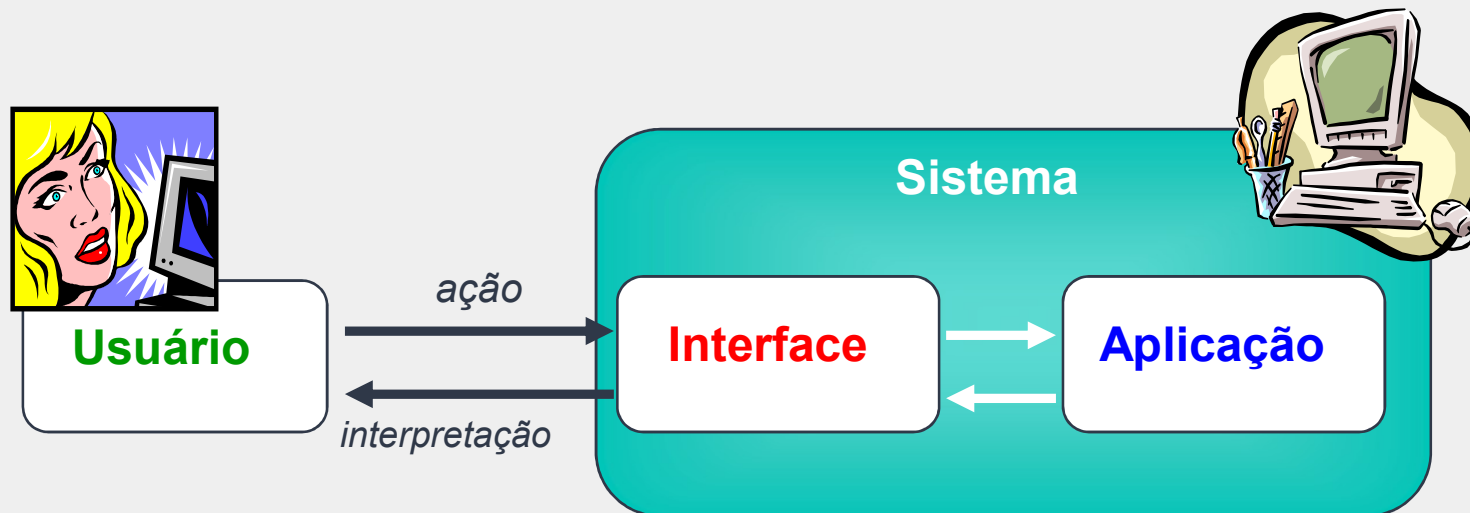 Sistema
ação
Usuário
Interface
Aplicação
interpretação